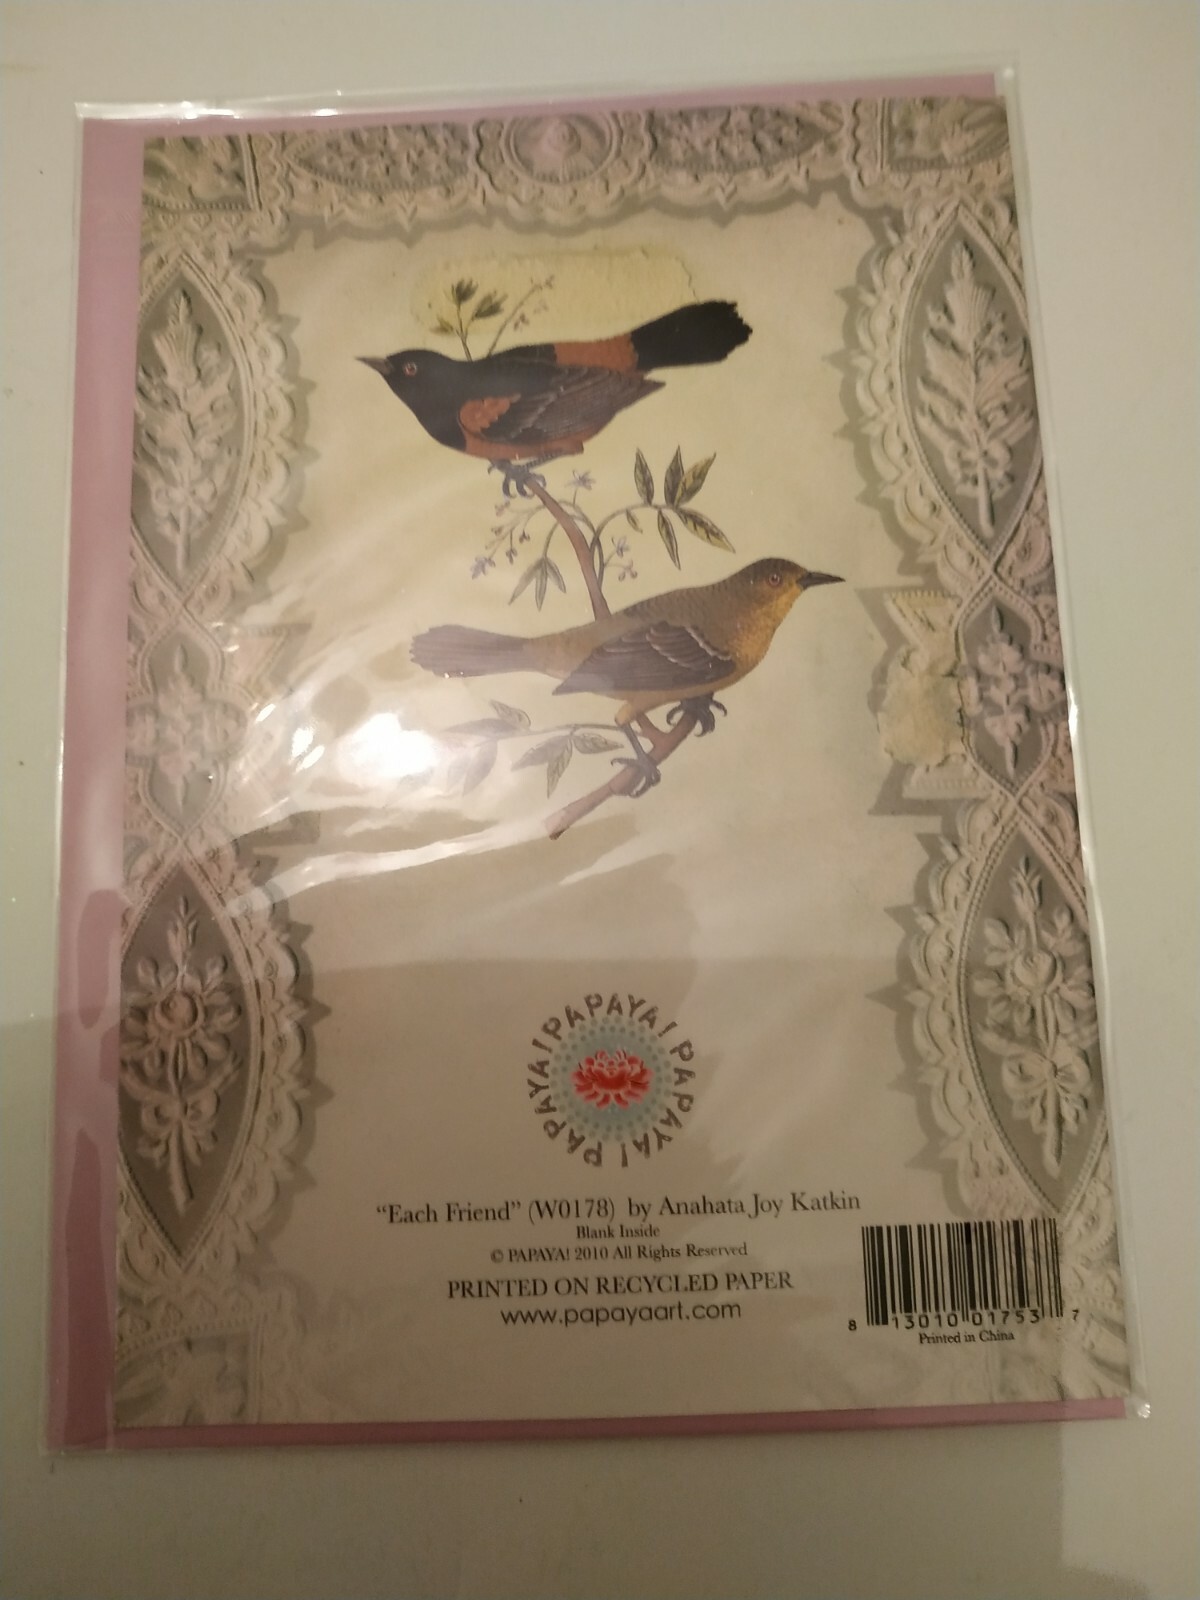 PAPAYA! PAPAYA! PAPAYA! PAPAYA!
“Each Friend” (W0178) by Anahata Joy Katkin
Blank Inside
© PAPAYA! 2010 All Rights Reserved
PRINTED ON RECYCLED PAPER
www.papayaart.com
8 13010 01753 7
Printed in China